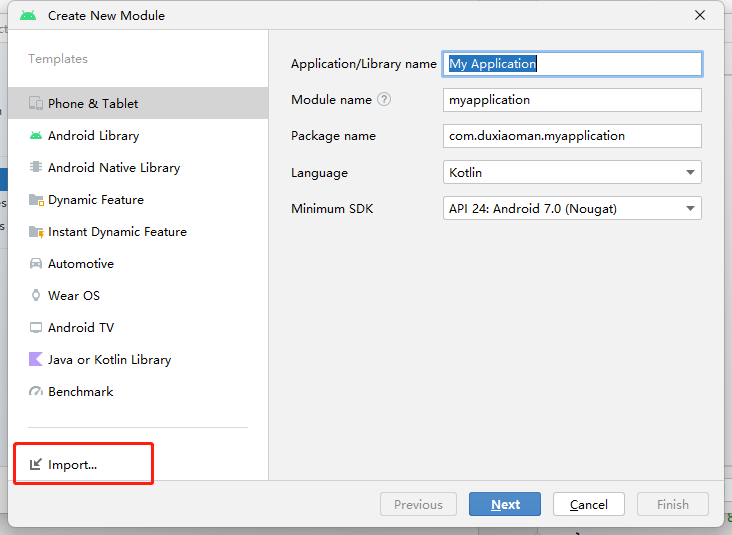 Create New Module
Templates
Phone & Tablet
Android Library
Android Native Library
Dynamic Feature
Instant Dynamic Feature
Automotive
Wear OS
Android TV
Java or Kotlin Library
Benchmark
Import...
Application/Library name My Application
Module name myapplication
Package name com.duxiaoman.myapplication
Language Kotlin
Minimum SDK API 24: Android 7.0 (Nougat)
Previous Next Cancel Finish